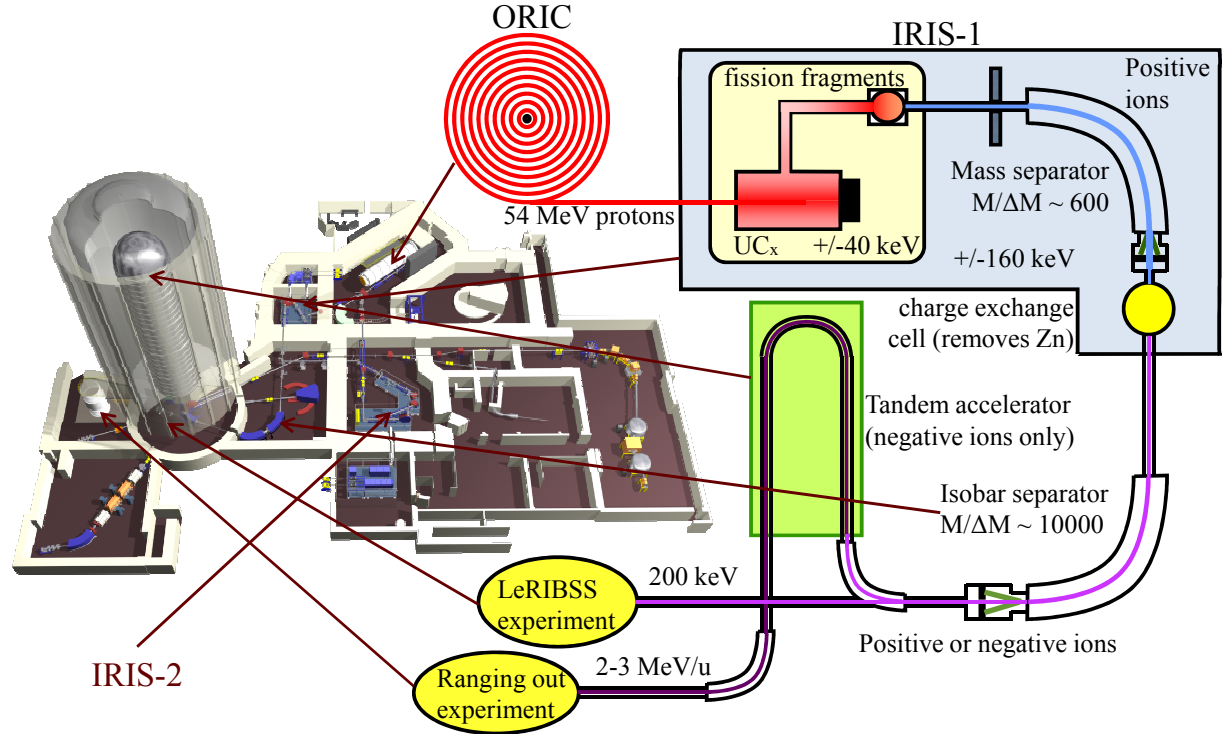 ORIC
IRIS-1
fission fragments
Positive
ions
Mass separator
M/ΔM ~ 600
54 MeV protons
UCₓ
+/-40 keV
+/-160 keV
charge exchange
cell (removes Zn)
Tandem accelerator
(negative ions only)
Isobar separator
M/ΔM ~ 10000
200 keV
LeRIBSS
experiment
Positive or negative ions
IRIS-2
2-3 MeV/u
Ranging out
experiment